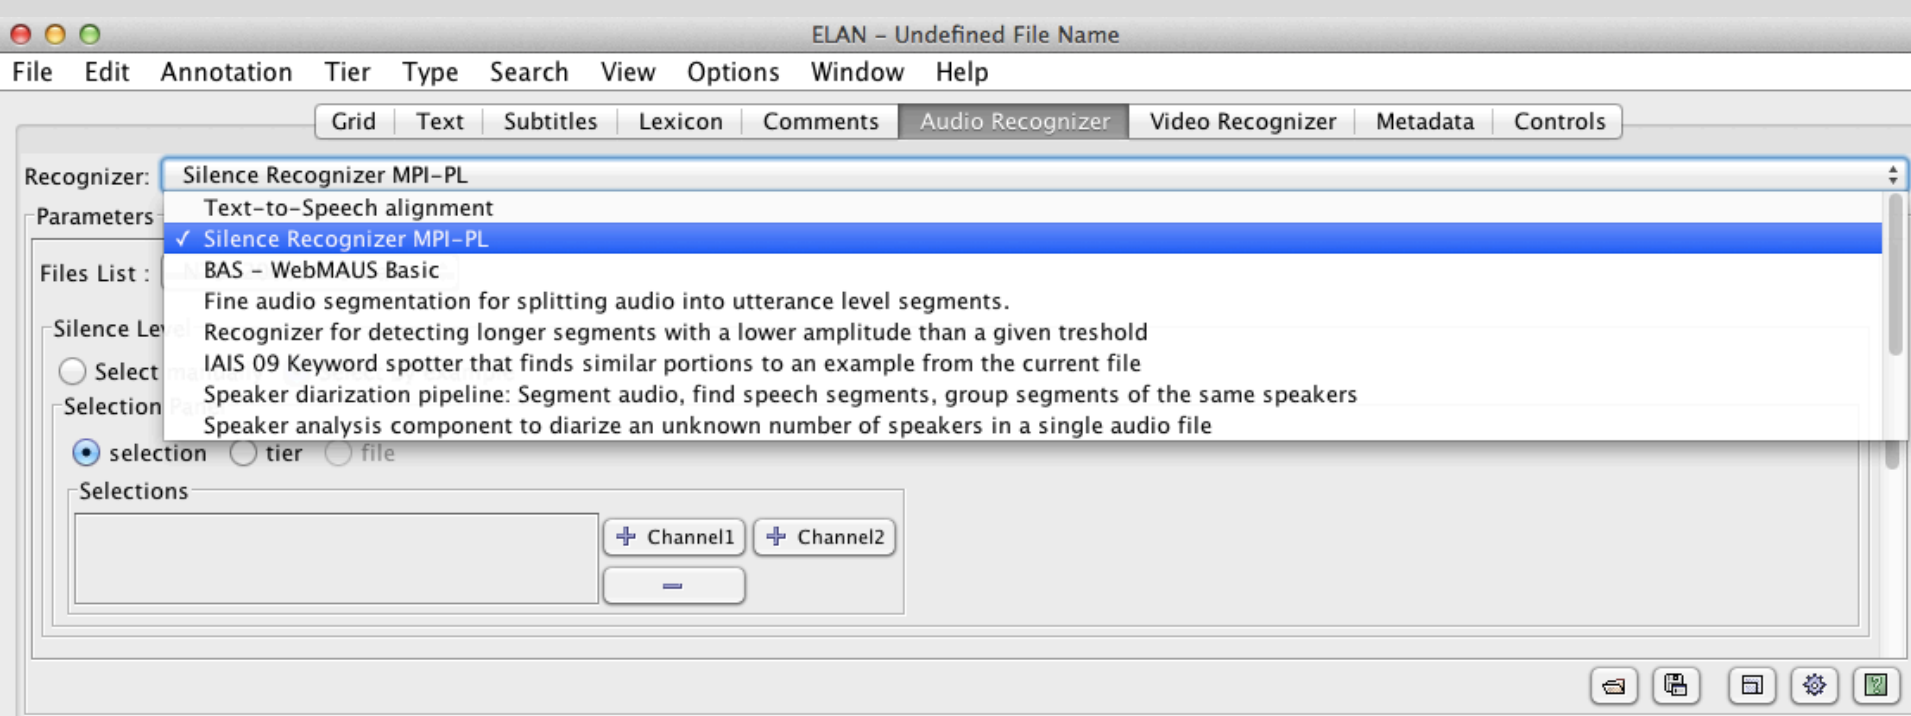 ELAN - Undefined File Name
File Edit Annotation Tier Type Search View Options Window Help
Grid Text Subtitles Lexicon Comments Audio Recognizer Video Recognizer Metadata Controls
Recognizer: Silence Recognizer MPI-PL
Text-to-Speech alignment
Parameters
✓ Silence Recognizer MPI-PL
Files List :
BAS - WebMAUS Basic
Fine audio segmentation for splitting audio into utterance level segments.
Silence Lev
Recognizer for detecting longer segments with a lower amplitude than a given treshold
IAIS 09 Keyword spotter that finds similar portions to an example from the current file
Select
Speaker diarization pipeline: Segment audio, find speech segments, group segments of the same speakers
Selection
Speaker analysis component to diarize an unknown number of speakers in a single audio file
selection tier file
Selections
Channel1 Channel2